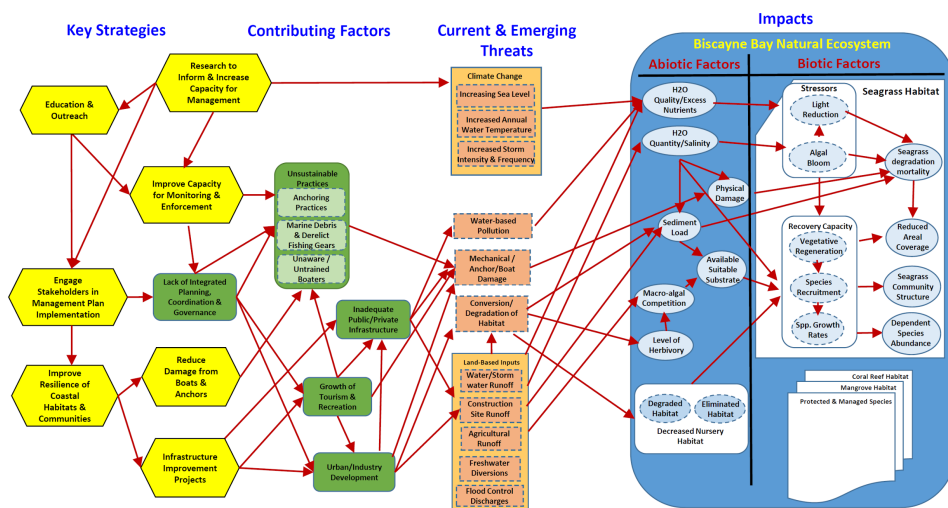 Key Strategies
Contributing Factors
Current & Emerging
Threats
Impacts
Biscayne Bay Natural Ecosystem
Abiotic Factors
Biotic Factors
Research to
Inform & Increase
Capacity for
Management
Education &
Outreach
Improve Capacity
for Monitoring &
Enforcement
Engage
Stakeholders in
Management Plan
Implementation
Improve
Resilience of
Coastal
Habitats &
Communities
Reduce
Damage from
Boats &
Anchors
Infrastructure
Improvement
Projects
Unsustainable
Practices
Anchoring
Practices
Marine Debris
& Derelict
Fishing Gears
Unaware /
Untrained
Boaters
Lack of Integrated
Planning,
Coordination &
Governance
Inadequate
Public/Private
Infrastructure
Growth of
Tourism &
Recreation
Urban/Industry
Development
Climate Change
Increasing Sea Level
Increased Annual
Water Temperature
Increased Storm
Intensity & Frequency
Water-based
Pollution
Mechanical /
Anchor/Boat
Damage
Conversion/
Degradation of
Habitat
Land-Based Inputs
Water/Storm
water Runoff
Construction
Site Runoff
Agricultural
Runoff
Freshwater
Diversions
Flood Control
Discharges
H2O
Quality/Excess
Nutrients
H2O
Quantity/Salinity
Physical
Damage
Sediment
Load
Available
Suitable
Substrate
Macro-algal
Competition
Level of
Herbivory
Degraded
Habitat
Eliminated
Habitat
Decreased Nursery
Habitat
Stressors
Light
Reduction
Algal
Bloom
Seagrass Habitat
Seagrass
degradation
mortality
Recovery Capacity
Vegetative
Regeneration
Species
Recruitment
Spp. Growth
Rates
Reduced
Areal
Coverage
Seagrass
Community
Structure
Dependent
Species
Abundance
Coral Reef Habitat
Mangrove Habitat
Protected & Managed Species